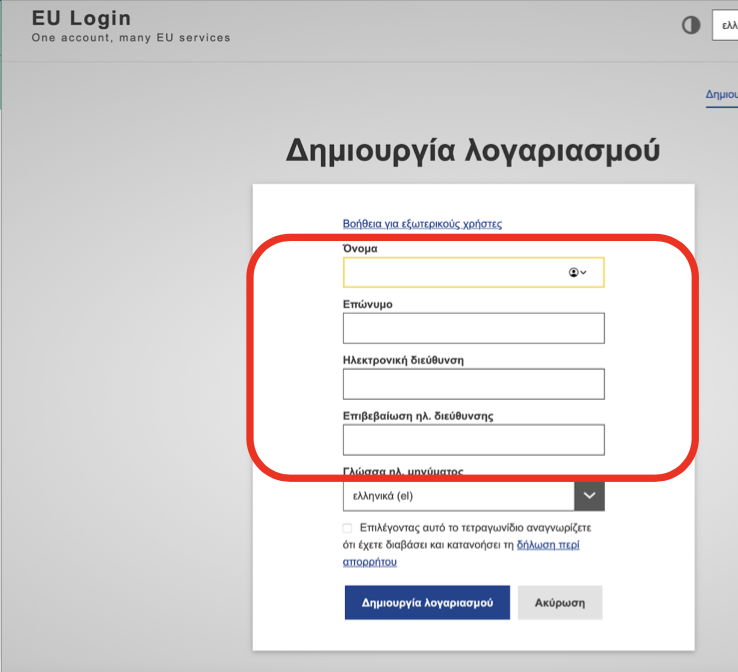 EU Login
One account, many EU services
Δημιουργία λογαριασμού
Βοήθεια για εξωτερικούς χρήστες
Όνομα
Επώνυμο
Ηλεκτρονική διεύθυνση
Επιβεβαίωση ηλ. διεύθυνσης
Γλώσσα ηλ. μηνύματος
ελληνικά (el)
Επιλέγοντας αυτό το τετραγωνίδιο αναγνωρίζετε
ότι έχετε διαβάσει και κατανοήσει τη δήλωση περί
απορρήτου
Δημιουργία λογαριασμού Ακύρωση